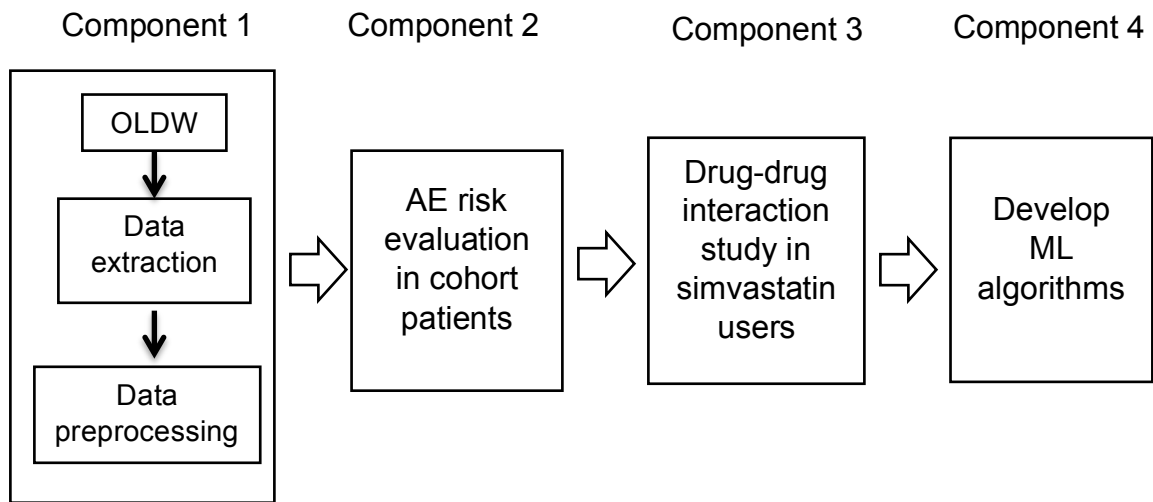 Component 1
Component 2
Component 3
Component 4
OLDW
Data
extraction
Data
preprocessing
AE risk
evaluation
in cohort
patients
Drug-drug
interaction
study in
simvastatin
users
Develop
ML
algorithms